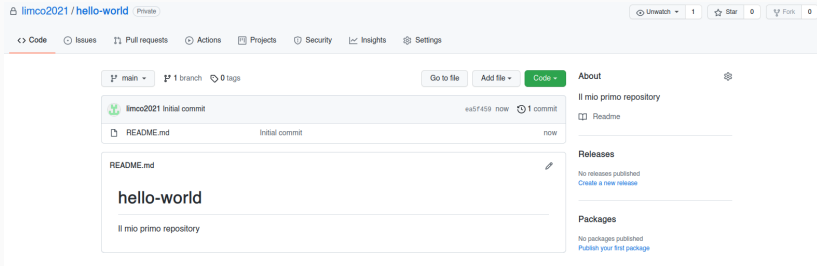 limco2021 / hello-world Private
Unwatch 1 Star 0 Fork 0
Code Issues Pull requests Actions Projects Security Insights Settings
main 1 branch 0 tags
Go to file Add file Code
limco2021 Initial commit ea5f459 now 1 commit
README.md Initial commit now
README.md
hello-world
Il mio primo repository
About
Il mio primo repository
Readme
Releases
No releases published
Create a new release
Packages
No packages published
Publish your first package